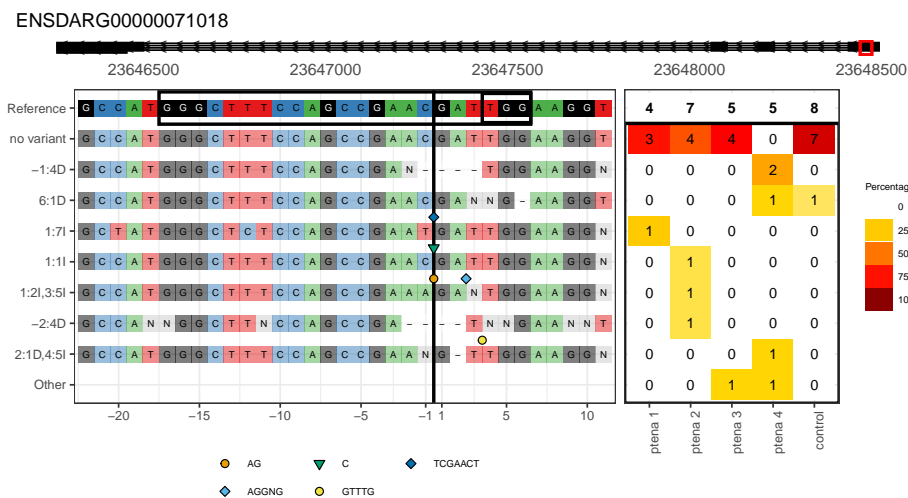 ENSDARG00000071018
23646500 23647000 23647500 23648000 23648500
Reference G C C A T G G G C T T T C C A G C C G A A C G A T T G G A A G G T 4 7 5 5 8
no variant G C C A T G G G C T T T C C A G C C G A A C G A T T G G A A G G T 3 4 4 0 7
−1:4D G C C A T G G G C T T T C C A G C C G A N - - - - T G G A A G G N 0 0 0 2 0
6:1D G C C A T G G G C T T T C C A G C C G A A C G A N N G - A A G G T 0 0 0 1 1
1:7I G C T A T G G G C T C T C C A G C C G A A T G A T T G G A A G G N 1 0 0 0 0
1:1I G C C A T G G G C T T T C C A G C C G A A C G A T T G G A A G G N 0 1 0 0 0
1:2I,3:5I G C C A T G G G C T T T C C A G C C G A A A G A N T G G A A G G N 0 1 0 0 0
−2:4D G C C A N N G G C T T N C C A G C C G A - - - - T N N G A A N N T 0 1 0 0 0
2:1D,4:5I G C C A T G G G C T T T C C A G C C G A A N G - T T G G A A G G N 0 0 0 1 0
Other 0 0 1 1 0
−20 −15 −10 −5 −1 1 5 10
ptena 1 ptena 2 ptena 3 ptena 4 control
Percentag
0
25
50
75
10
AG C TCGAACT
AGGNG GTTTG